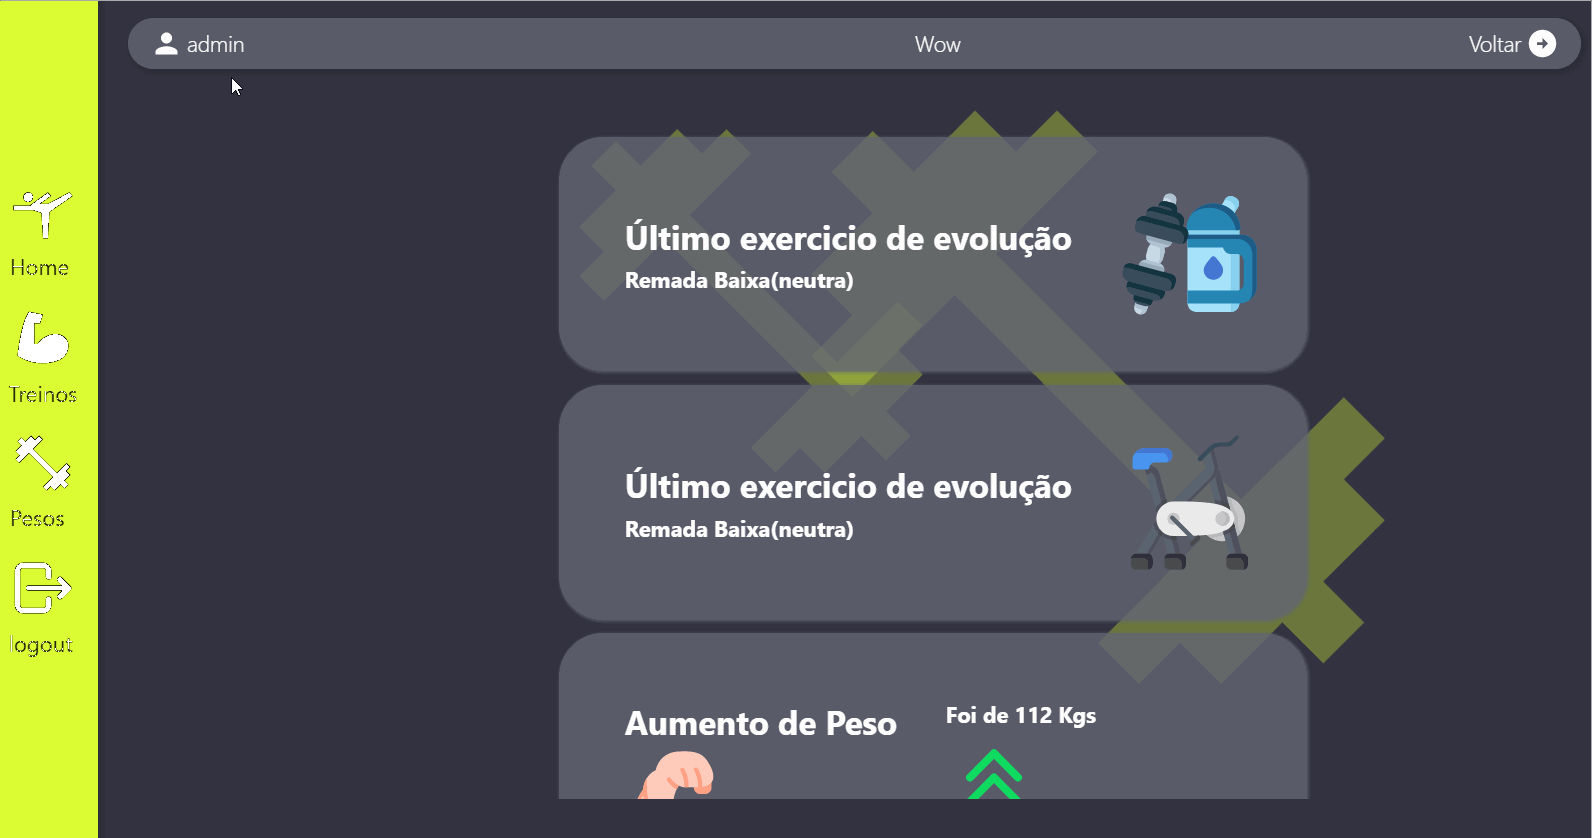 admin
Wow
Voltar
Home
Treinos
Pesos
logout
Último exercicio de evolução
Remada Baixa(neutra)
Último exercicio de evolução
Remada Baixa(neutra)
Aumento de Peso
Foi de 112 Kgs